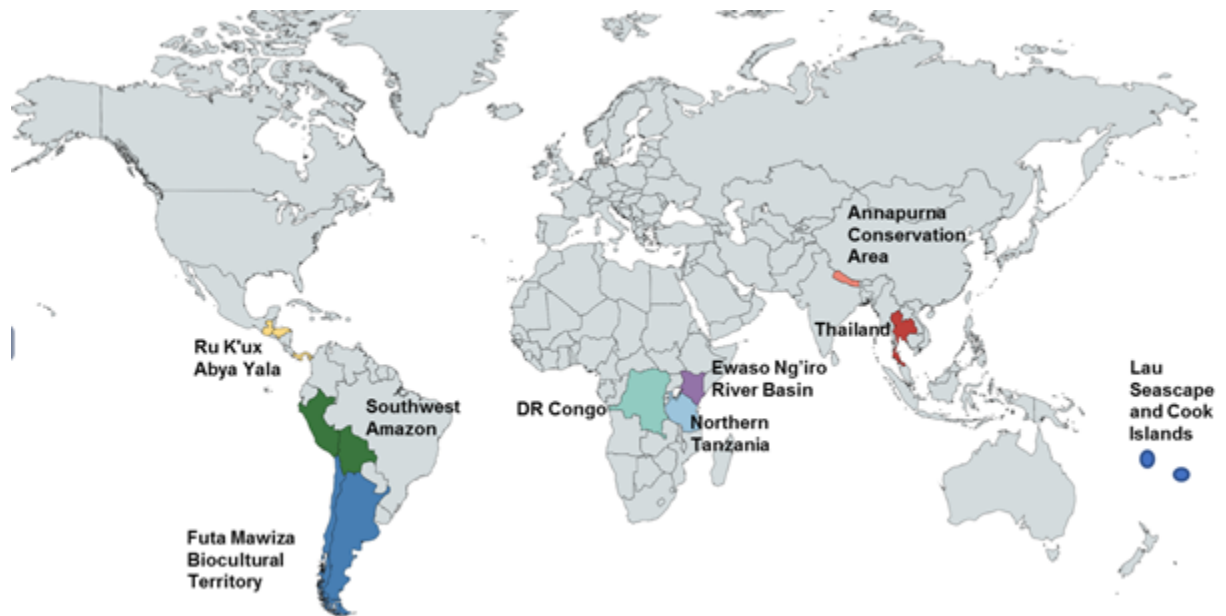 Annapurna
Conservation
Area
Thailand
Ru K'ux
Abya Yala
Ewaso Ng'iro
River Basin
Lau
Seascape
and Cook
Islands
Southwest
Amazon
DR Congo
Northern
Tanzania
Futa Mawiza
Biocultural
Territory